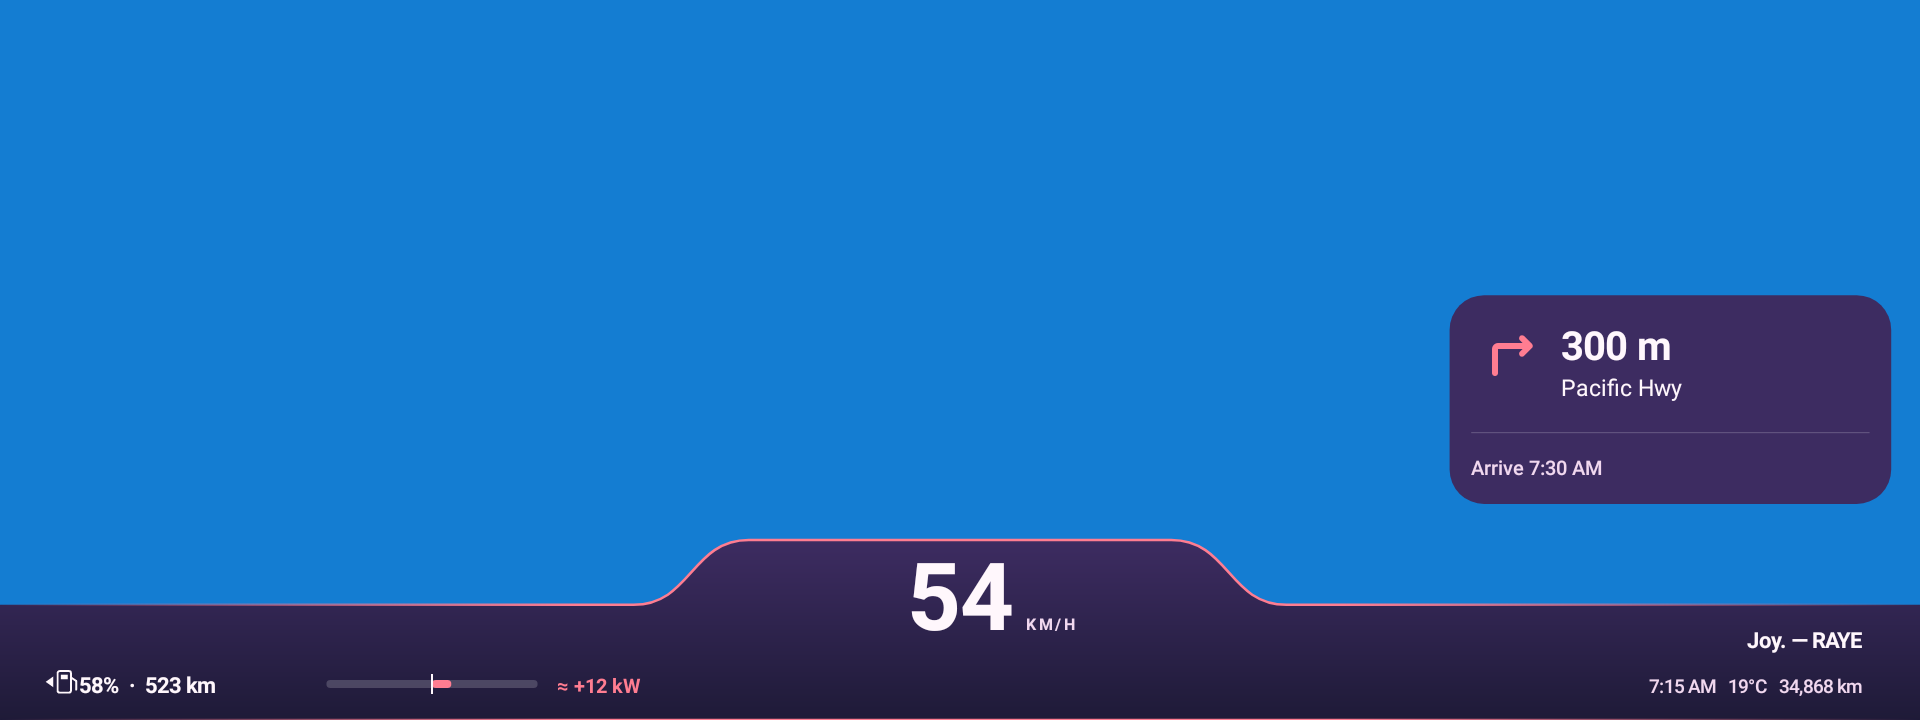 300 m
Pacific Hwy
Arrive 7:30 AM
54 KM/H
Joy. — RAYE
58% · 523 km
≈ +12 kW
7:15 AM 19°C 34,868 km